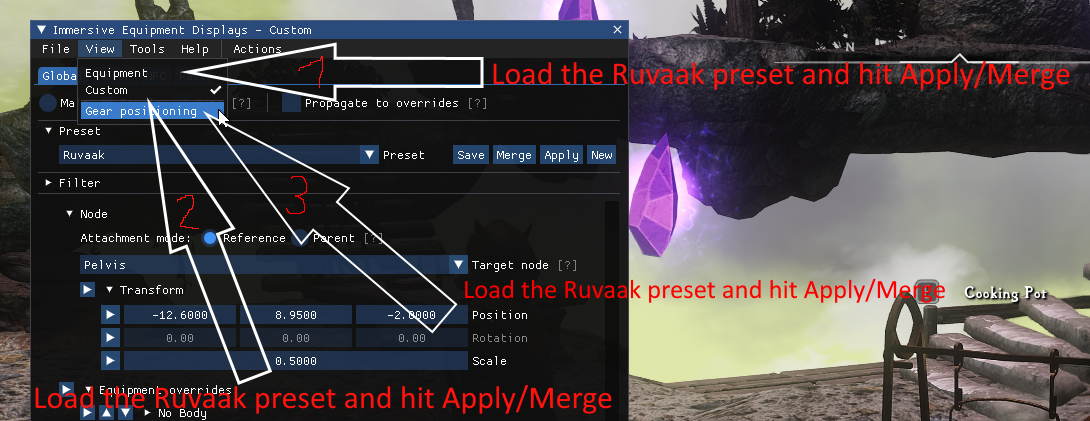 Immersive Equipment Displays - Custom
File View Tools Help Actions
Equipment
1
Load the Ruvaak preset and hit Apply/Merge
N
Globa
Custom
Ma [?] Propagate to overrides [?]
Gear positioning
Preset
Ruvaak Preset Save Merge Apply New
Filter
3
2
Node
Attachment mode: Reference Parent [?]
Pelvis Target node [?]
Transform
Load the Ruvaak preset and hit Apply/Merge
Cooking Pot
-12.6000 8.9500 -2.0000 Position
0.00 0.00 0.00 Rotation
0.5000 Scale
Equipment overrides
Load the Ruvaak preset and hit Apply/Merge
No Body